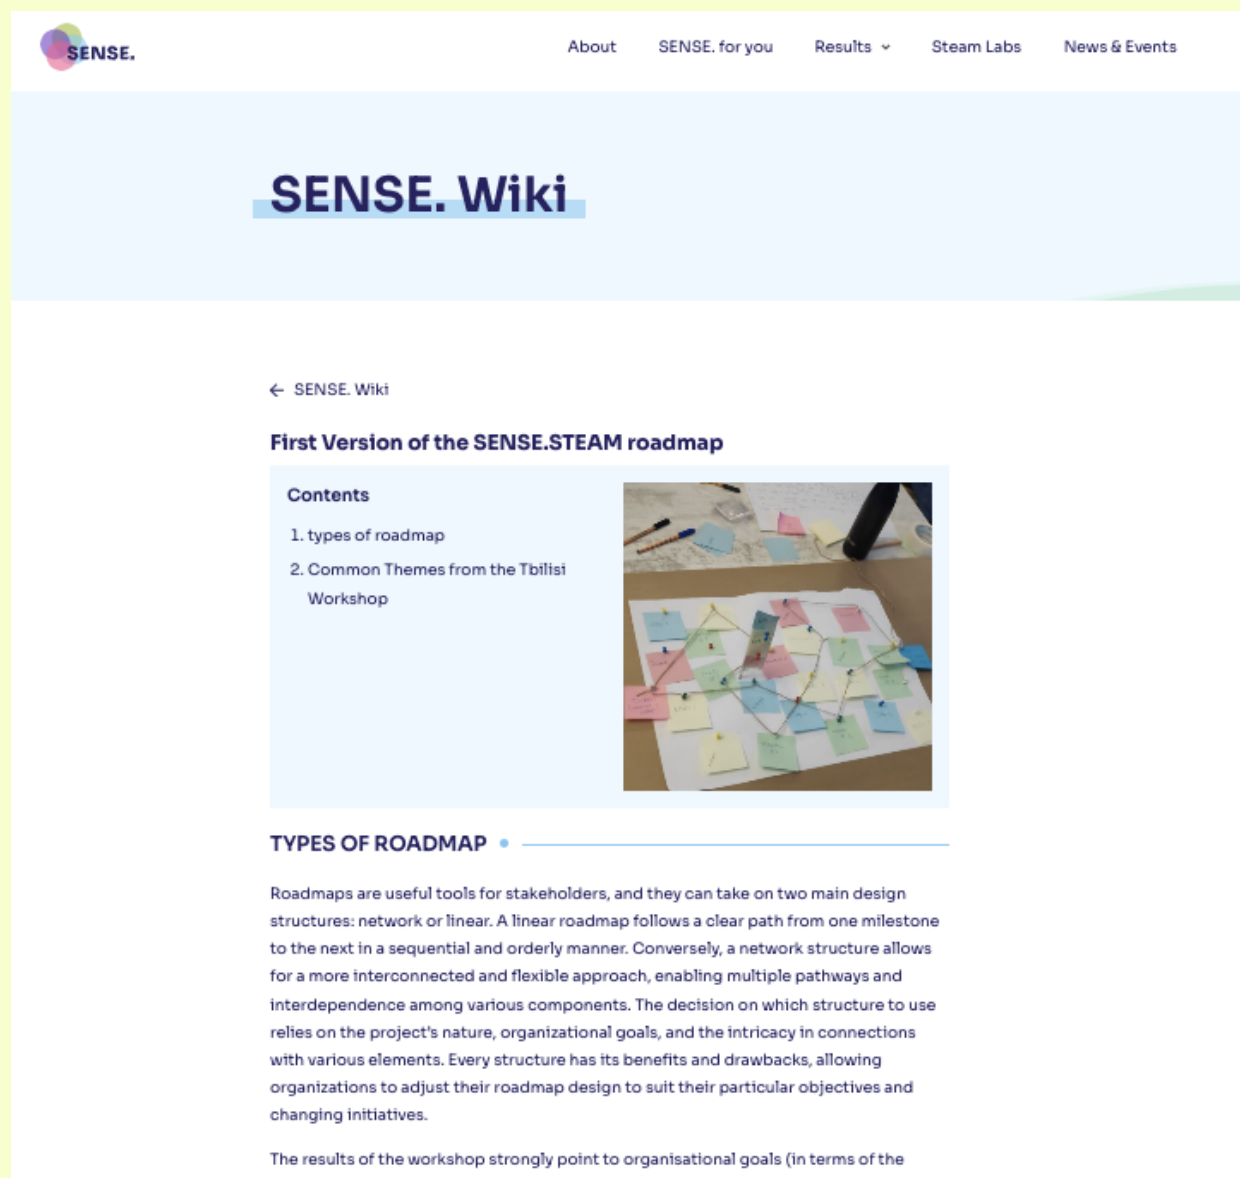 SENSE.
About
SENSE. for you
Results
Steam Labs
News & Events
SENSE. Wiki
← SENSE. Wiki
First Version of the SENSE.STEAM roadmap
Contents
1. types of roadmap
2. Common Themes from the Tbilisi
Workshop
TYPES OF ROADMAP
Roadmaps are useful tools for stakeholders, and they can take on two main design
structures: network or linear. A linear roadmap follows a clear path from one milestone
to the next in a sequential and orderly manner. Conversely, a network structure allows
for a more interconnected and flexible approach, enabling multiple pathways and
interdependence among various components. The decision on which structure to use
relies on the project's nature, organizational goals, and the intricacy in connections
with various elements. Every structure has its benefits and drawbacks, allowing
organizations to adjust their roadmap design to suit their particular objectives and
changing initiatives.
The results of the workshop strongly point to organisational goals (in terms of the